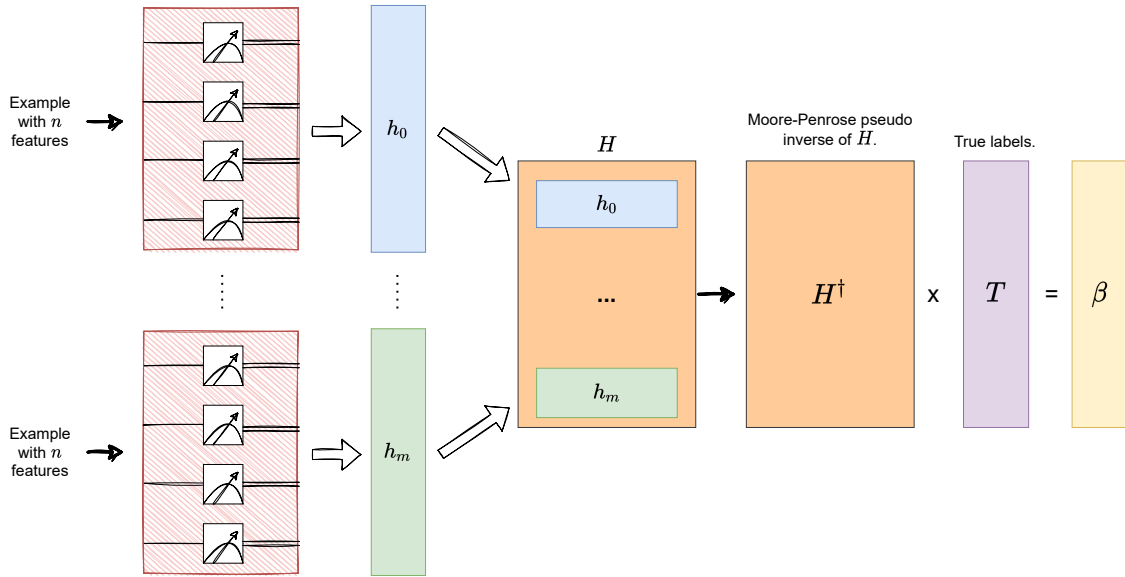 Example
with n
features
h₀
Example
with n
features
hₘ
H
h₀
...
hₘ
Moore-Penrose pseudo
inverse of H.
H†
x
True labels.
T
=
β